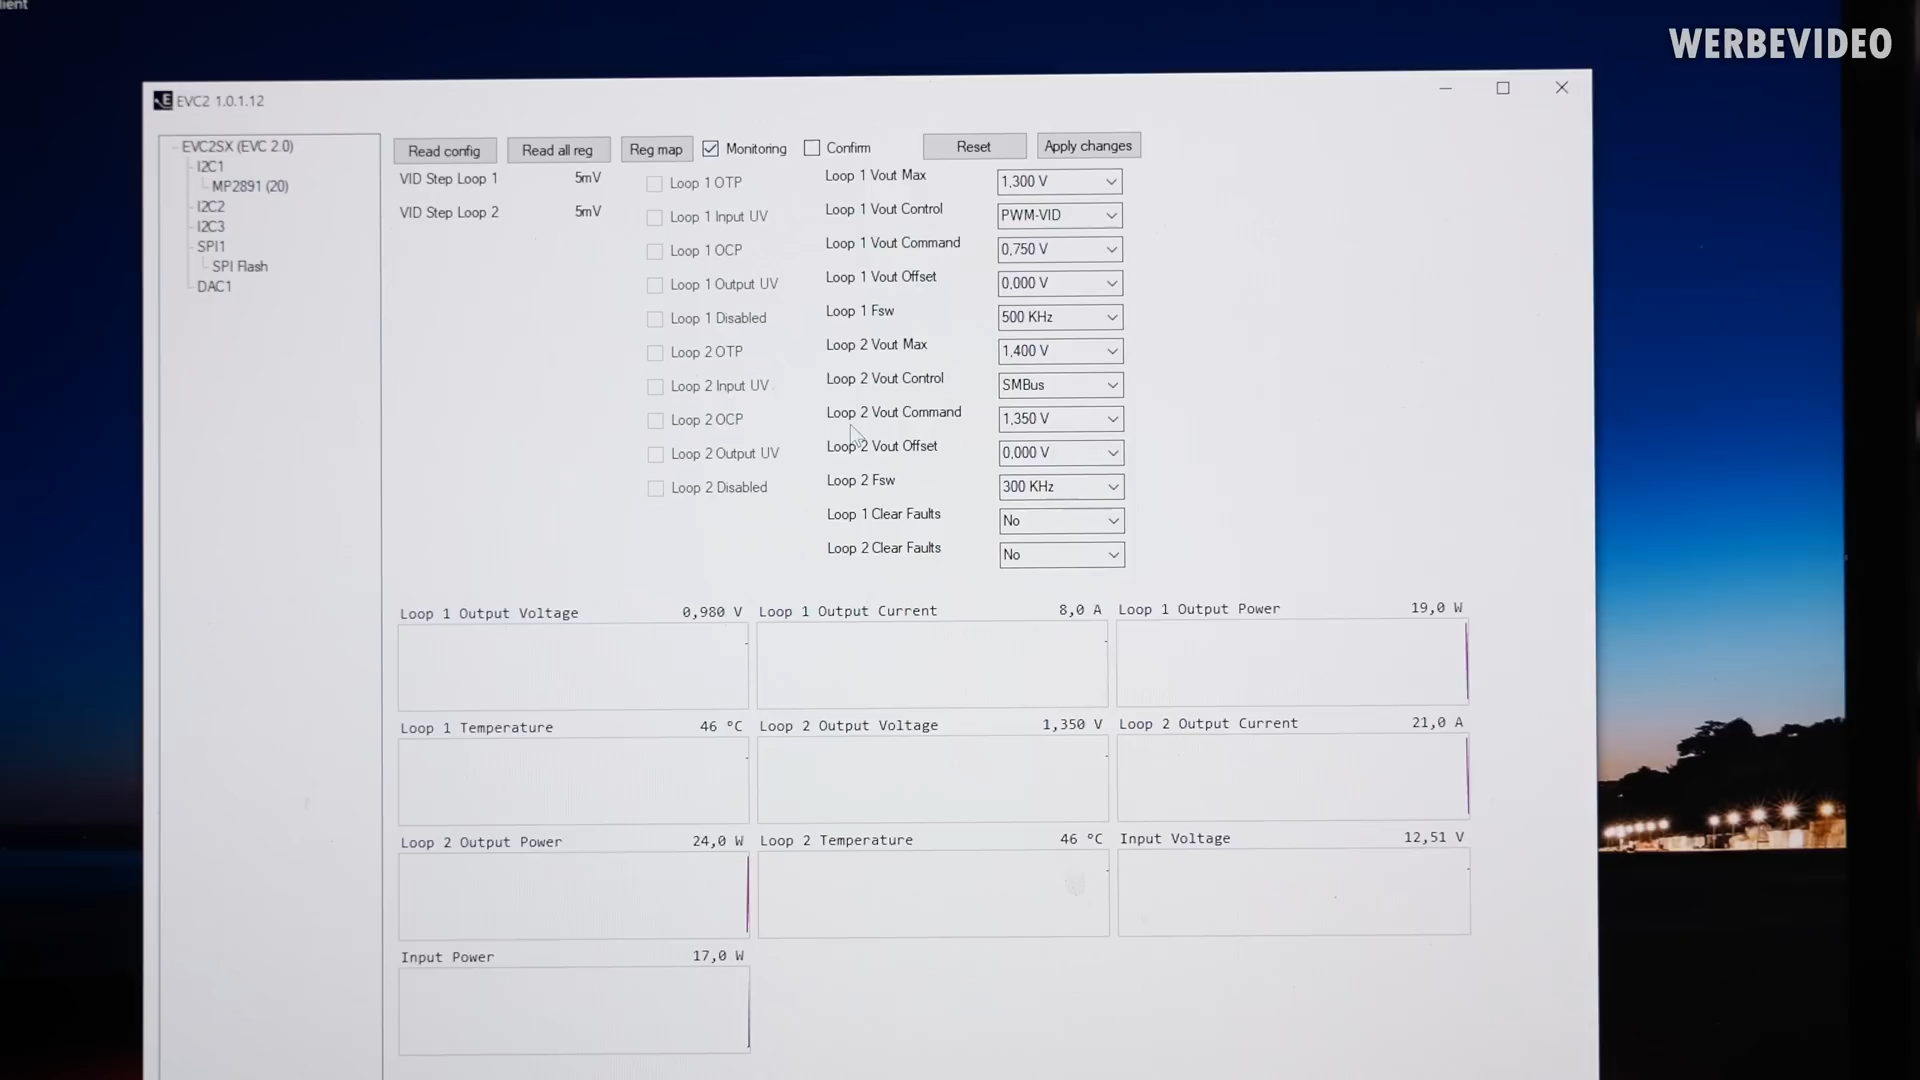 lient
WERBEVIDEO
EVC2 1.0.1.12
EVC2SX (EVC 2.0)
I2C1
MP2891 (20)
I2C2
I2C3
SPI1
SPI Flash
DAC1
Read config
Read all reg
Reg map
Monitoring
Confirm
Reset
Apply changes
VID Step Loop 1 5mV
VID Step Loop 2 5mV
Loop 1 OTP
Loop 1 Input UV
Loop 1 OCP
Loop 1 Output UV
Loop 1 Disabled
Loop 2 OTP
Loop 2 Input UV
Loop 2 OCP
Loop 2 Output UV
Loop 2 Disabled
Loop 1 Vout Max 1,300 V
Loop 1 Vout Control PWM-VID
Loop 1 Vout Command 0,750 V
Loop 1 Vout Offset 0,000 V
Loop 1 Fsw 500 KHz
Loop 2 Vout Max 1,400 V
Loop 2 Vout Control SMBus
Loop 2 Vout Command 1,350 V
Loop 2 Vout Offset 0,000 V
Loop 2 Fsw 300 KHz
Loop 1 Clear Faults No
Loop 2 Clear Faults No
Loop 1 Output Voltage 0,980 V
Loop 1 Output Current 8,0 A
Loop 1 Output Power 19,0 W
Loop 1 Temperature 46 °C
Loop 2 Output Voltage 1,350 V
Loop 2 Output Current 21,0 A
Loop 2 Output Power 24,0 W
Loop 2 Temperature 46 °C
Input Voltage 12,51 V
Input Power 17,0 W